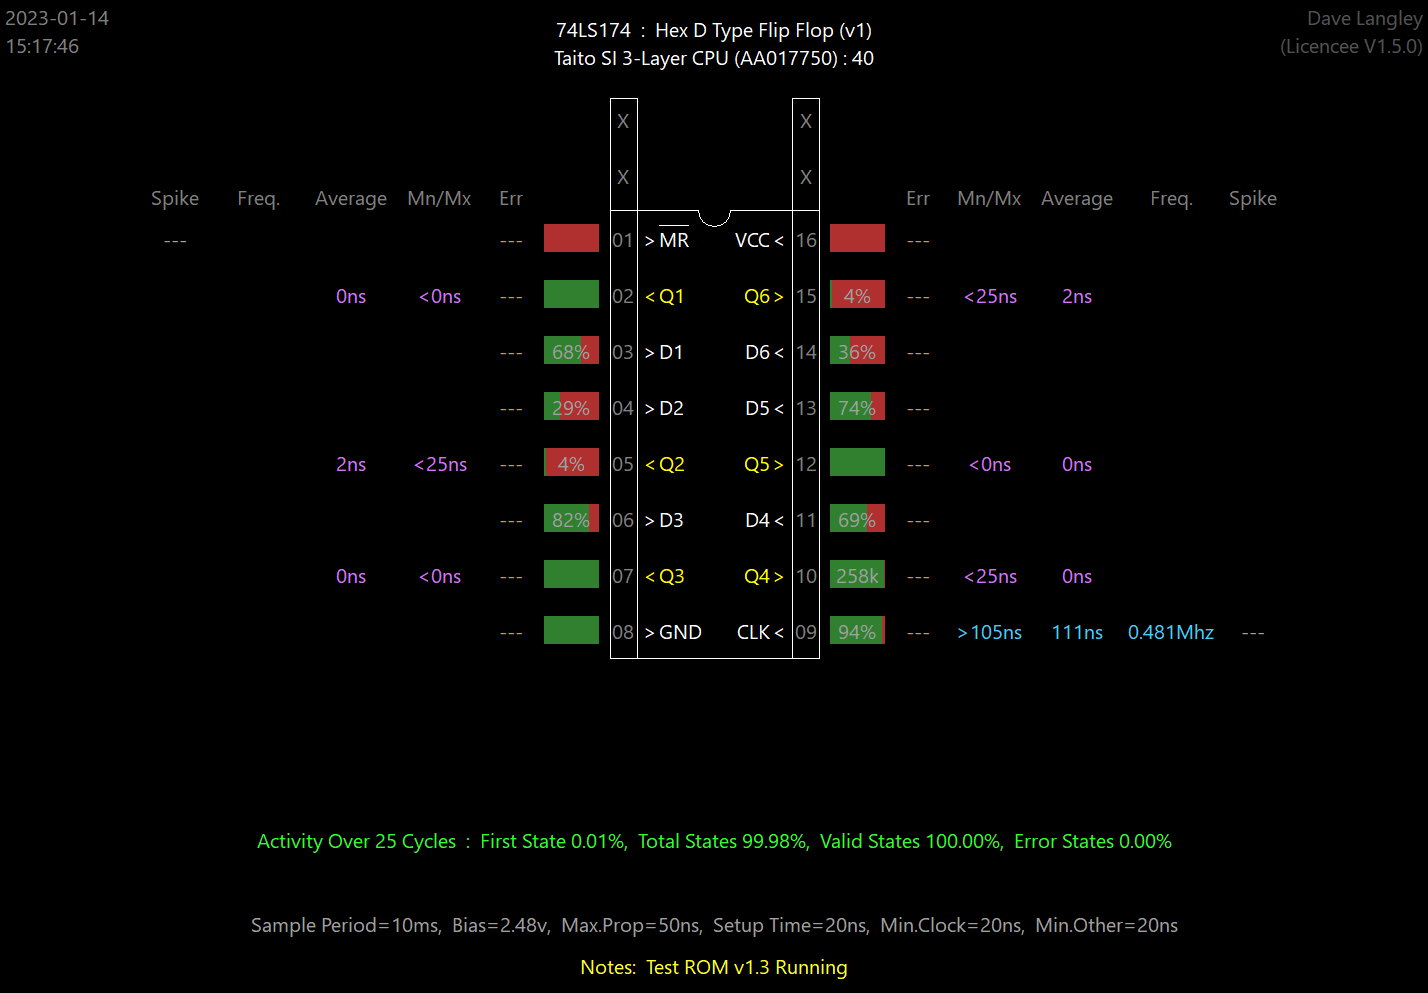 2023-01-14
15:17:46
74LS174 : Hex D Type Flip Flop (v1)
Taito SI 3-Layer CPU (AA017750) : 40
Dave Langley
(Licencee V1.5.0)
X X
X X
Spike Freq. Average Mn/Mx Err Err Mn/Mx Average Freq. Spike
--- --- 01 >MR VCC< 16 ---
0ns <0ns --- 02 <Q1 Q6> 15 4% --- <25ns 2ns
--- 68% 03 >D1 D6< 14 36% ---
--- 29% 04 >D2 D5< 13 74% ---
2ns <25ns --- 4% 05 <Q2 Q5> 12 --- <0ns 0ns
--- 82% 06 >D3 D4< 11 69% ---
0ns <0ns --- 07 <Q3 Q4> 10 258k --- <25ns 0ns
--- 08 >GND CLK< 09 94% --- >105ns 111ns 0.481Mhz ---
Activity Over 25 Cycles : First State 0.01%, Total States 99.98%, Valid States 100.00%, Error States 0.00%
Sample Period=10ms, Bias=2.48v, Max.Prop=50ns, Setup Time=20ns, Min.Clock=20ns, Min.Other=20ns
Notes: Test ROM v1.3 Running